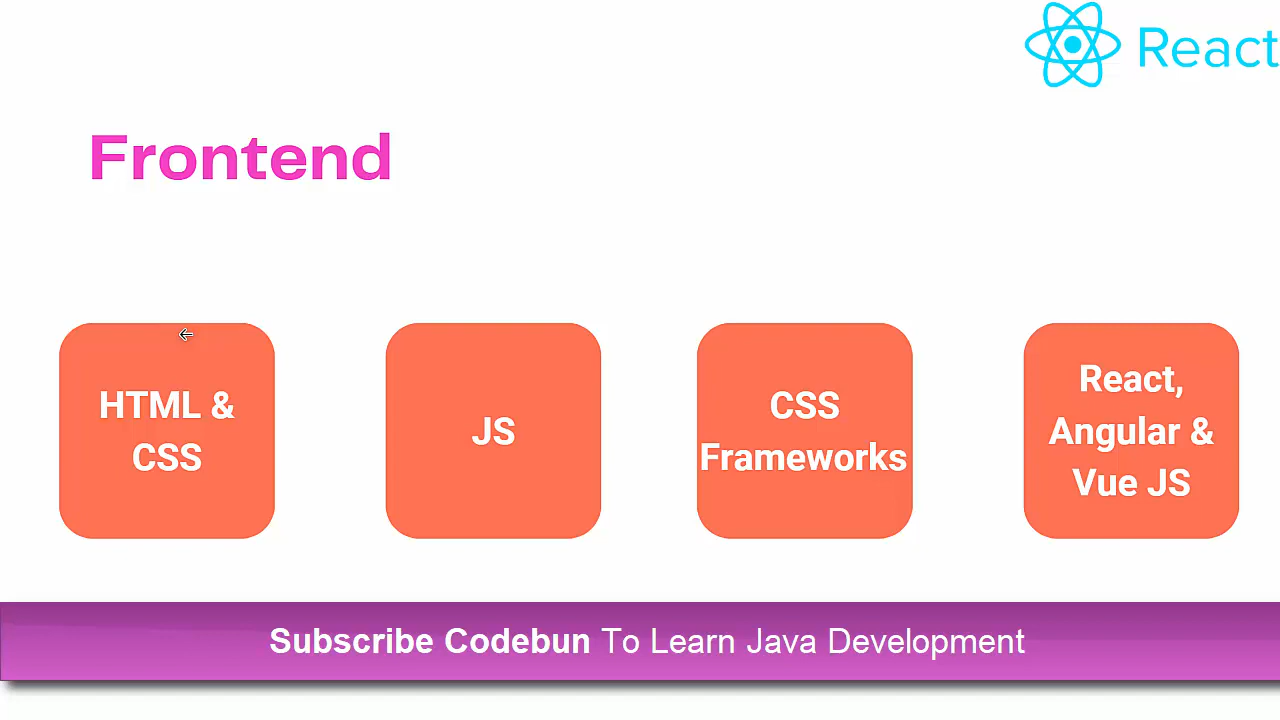 React
Frontend
HTML &
CSS
JS
CSS
Frameworks
React,
Angular &
Vue JS
Subscribe Codebun To Learn Java Development